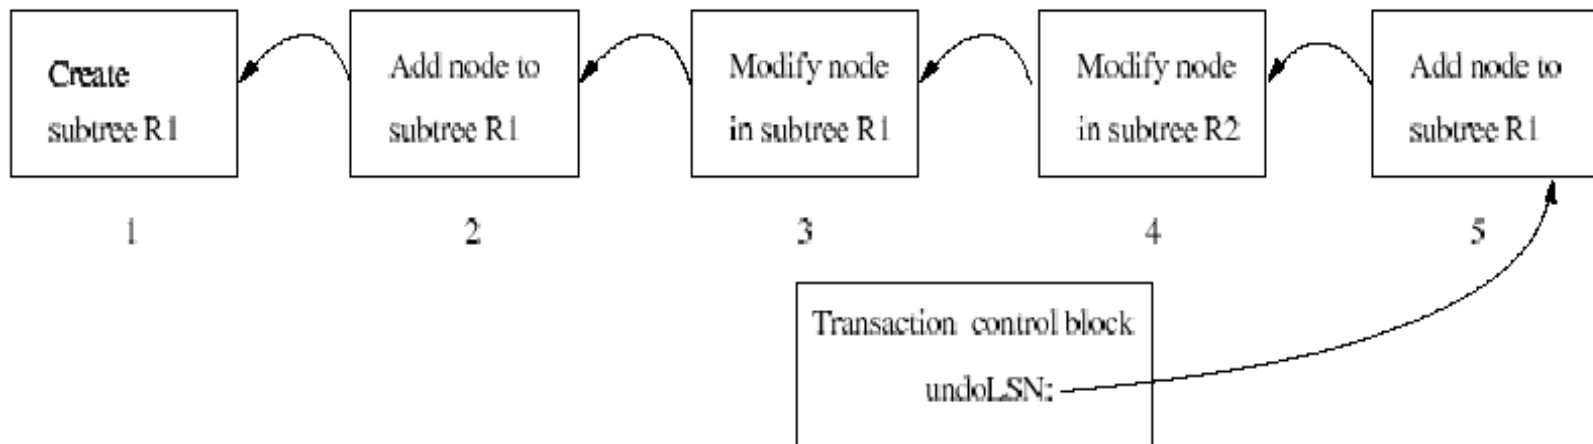 Create
subtree R1
Add node to
subtree R1
Modify node
in subtree R1
Modify node
in subtree R2
Add node to
subtree R1
1
2
3
4
5
Transaction control block
undoLSN: